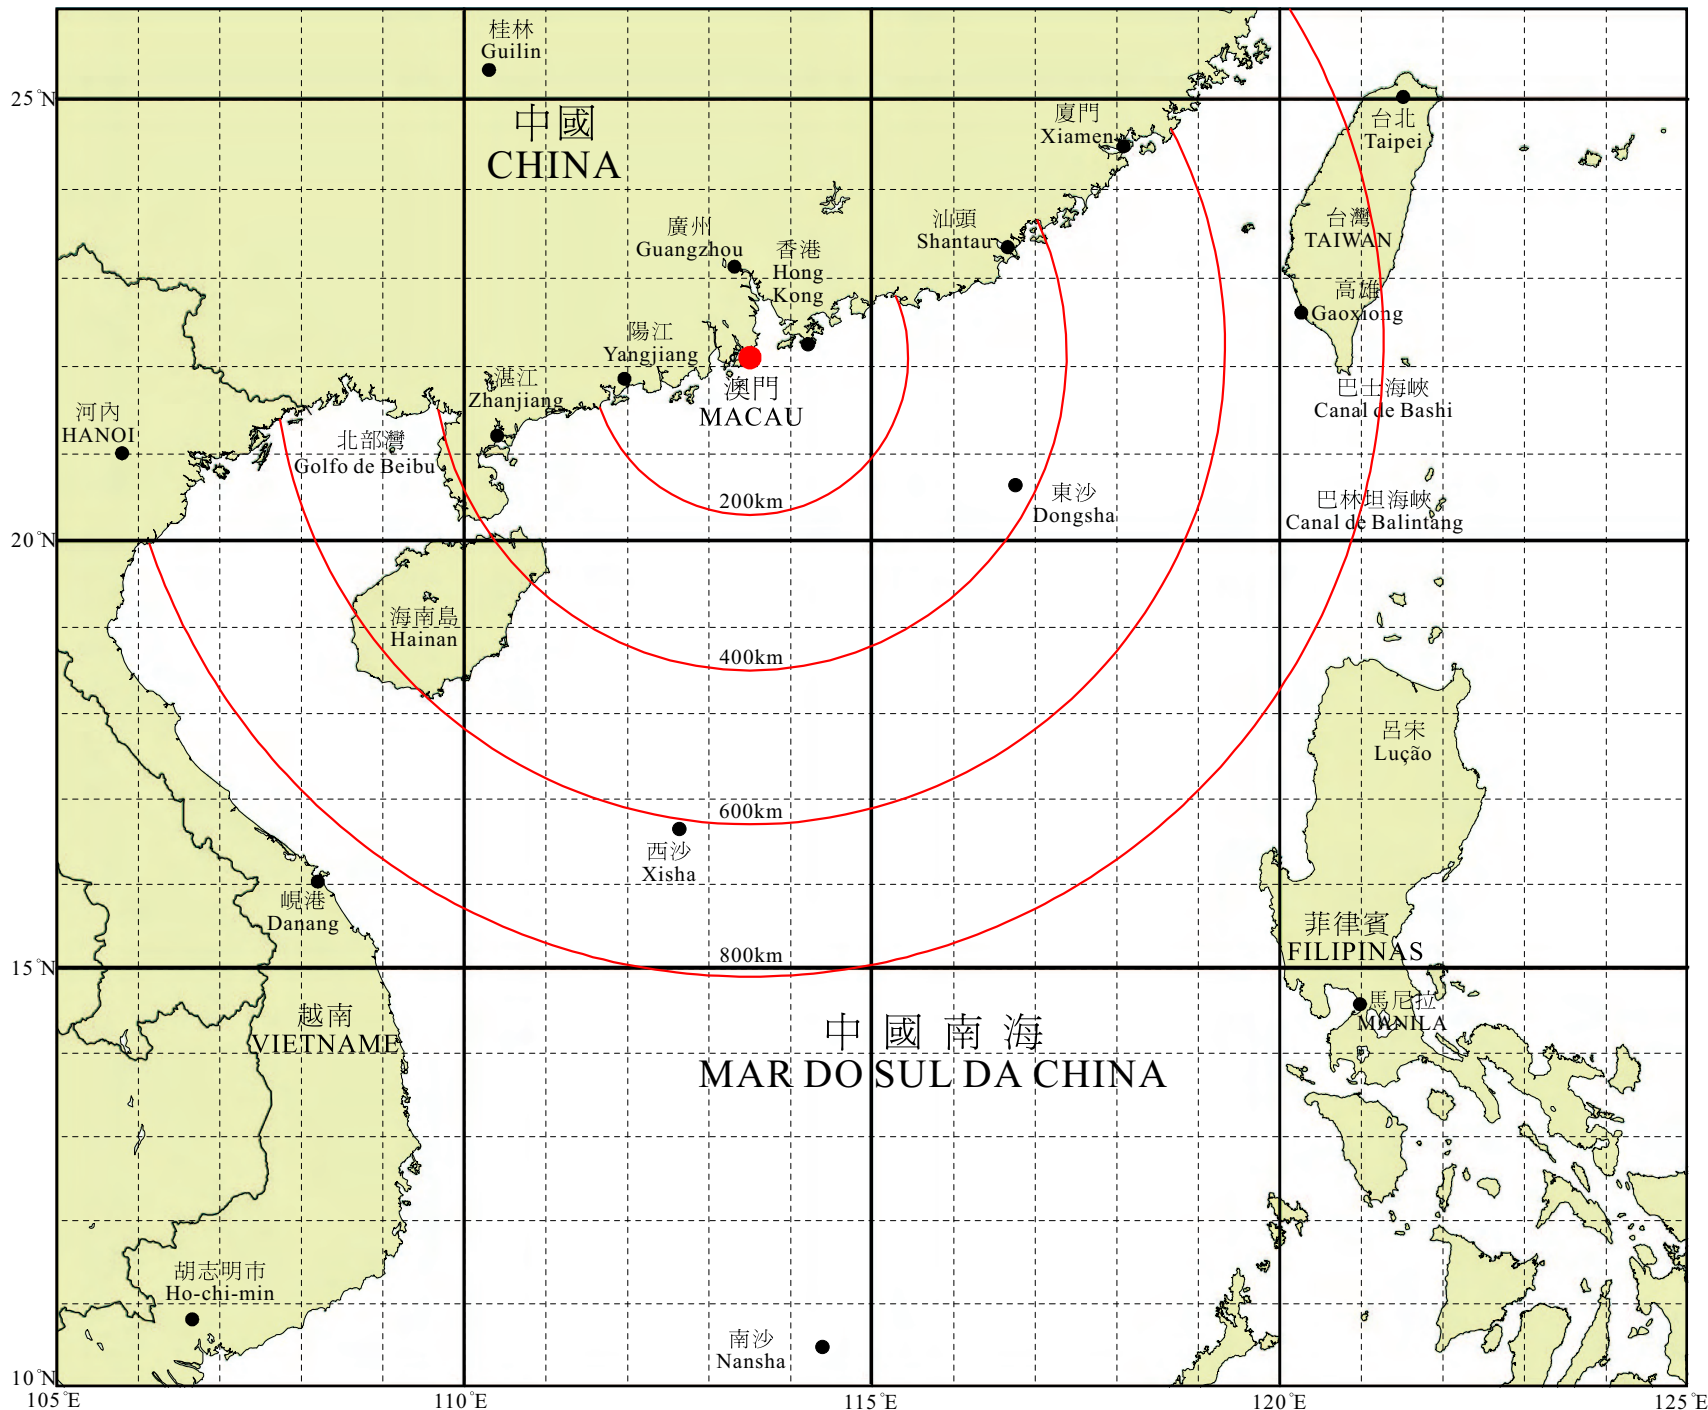 桂林
Guilin
25°N
中國
CHINA
廈門
Xiamen
台北
Taipei
廣州
Guangzhou
香港
Hong
Kong
汕頭
Shantau
台灣
TAIWAN
高雄
Gaoxiong
陽江
Yangjiang
湛江
Zhanjiang
澳門
MACAU
巴士海峽
Canal de Bashi
河內
HANOI
北部灣
Golfo de Beibu
200km
東沙
Dongsha
巴林坦海峽
Canal de Balintang
20°N
海南島
Hainan
400km
呂宋
Lução
600km
西沙
Xisha
峴港
Danang
菲律賓
FILIPINAS
800km
15°N
馬尼拉
MANILA
越南
VIETNAME
中國南海
MAR DO SUL DA CHINA
胡志明市
Ho-chi-min
南沙
Nansha
10°N
105°E
110°E
115°E
120°E
125°E